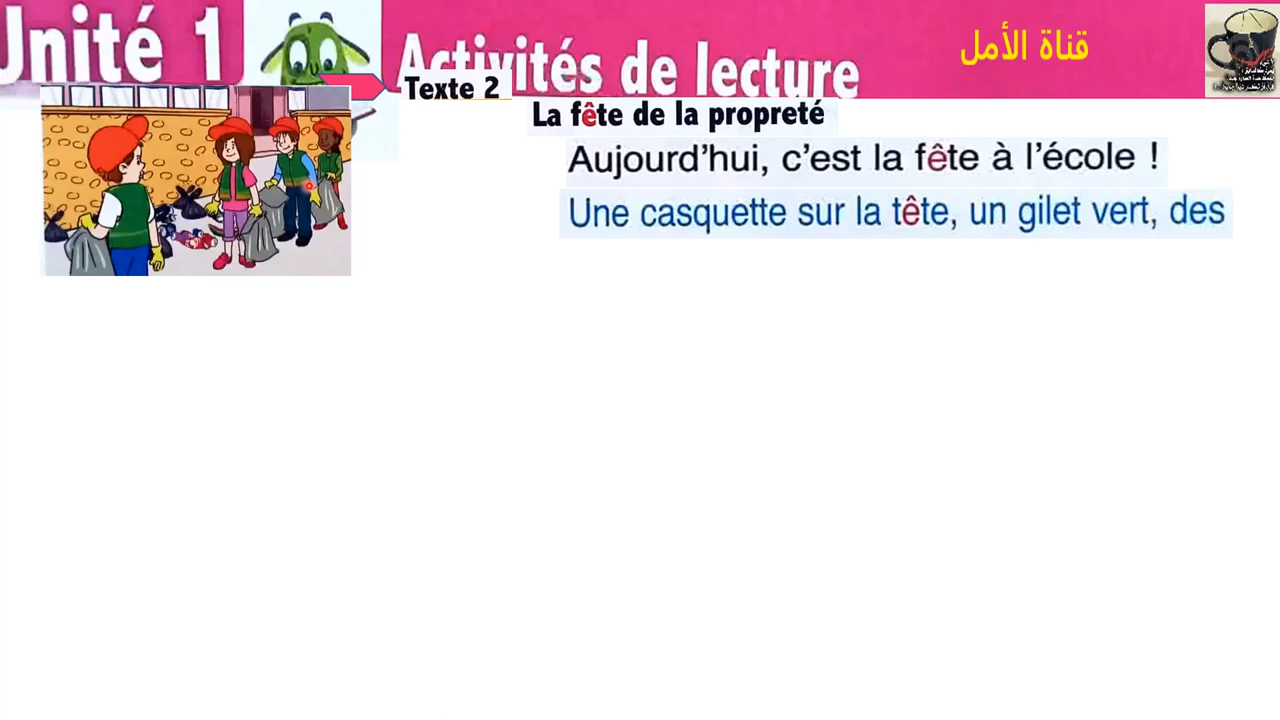 Unité 1
Activités de lecture
قناة الأمل
Texte 2
La fête de la propreté
Aujourd'hui, c'est la fête à l'école !
Une casquette sur la tête, un gilet vert, des